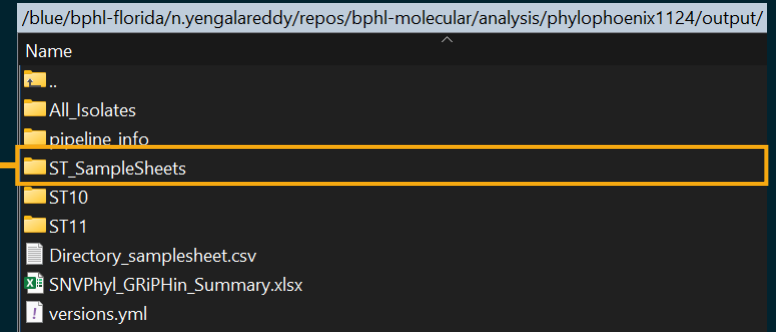 /blue/bphl-florida/n.yengalareddy/repos/bphl-molecular/analysis/phylophoenix1124/output/
Name
..
All_Isolates
pipeline_info
ST_SampleSheets
ST10
ST11
Directory_samplesheet.csv
SNVPhyl_GRiPHin_Summary.xlsx
versions.yml